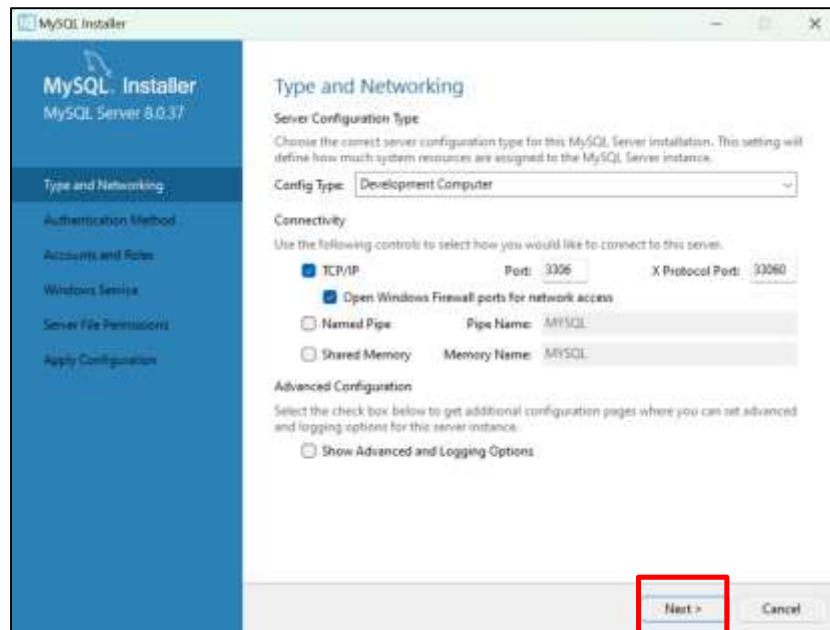 MySQL Installer
MySQL. Installer
MySQL Server 8.0.37
Type and Networking
Authentication Method
Accounts and Roles
Windows Service
Server File Permissions
Apply Configuration
Type and Networking
Server Configuration Type
Choose the correct server configuration type for this MySQL Server installation. This setting will
define how much system resources are assigned to the MySQL Server instance.
Config Type: Development Computer
Connectivity
Use the following controls to select how you would like to connect to this server.
TCP/IP Port: 3306 X Protocol Port: 33060
Open Windows Firewall ports for network access
Named Pipe Pipe Name: MYSQL
Shared Memory Memory Name: MYSQL
Advanced Configuration
Select the check box below to get additional configuration pages where you can set advanced
and logging options for this server instance.
Show Advanced and Logging Options
Next > Cancel